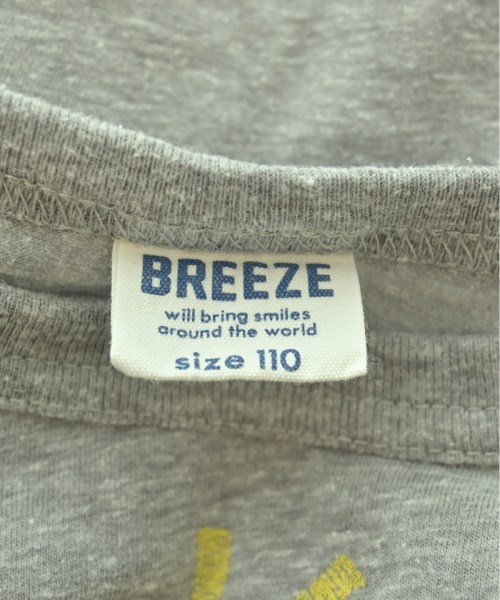 BREEZE
will bring smiles
around the world
size 110